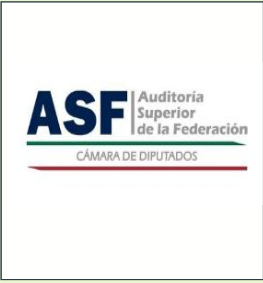 ASF
Auditoría
Superior
de la Federación
CÁMARA DE DIPUTADOS